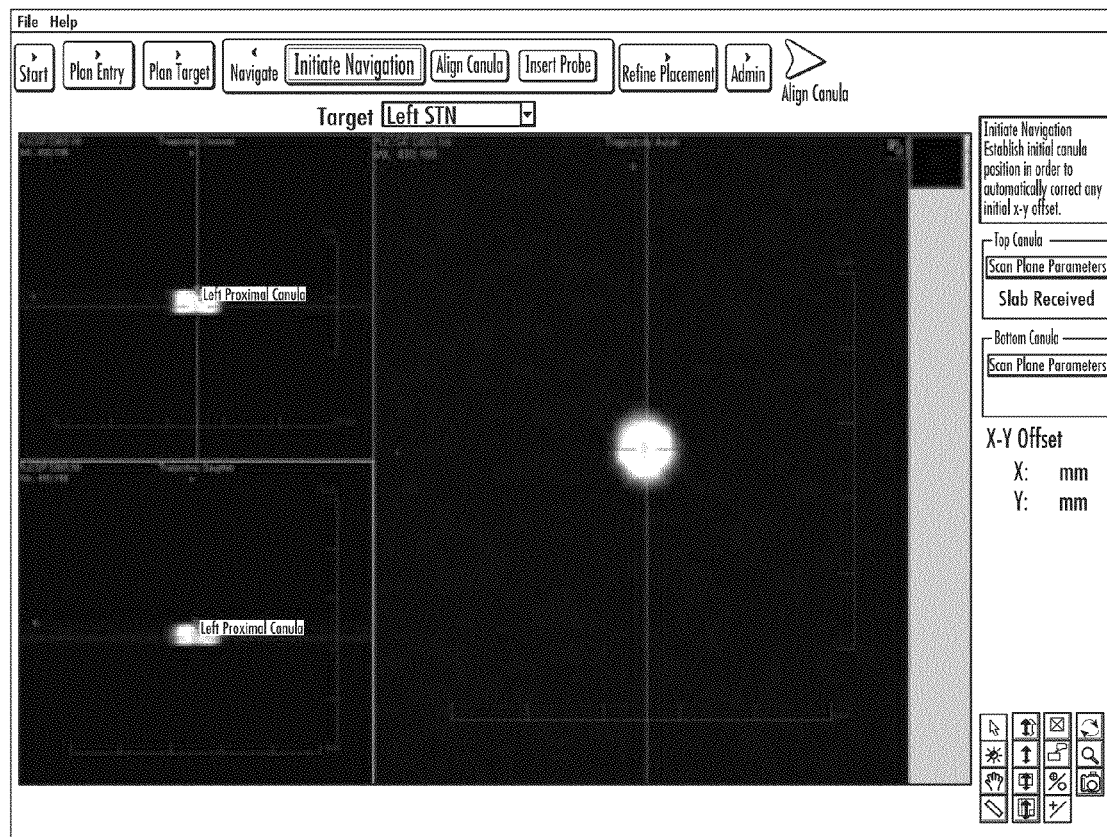 File Help
Start
Plan Entry
Plan Target
Navigate
Initiate Navigation
Align Canula
Insert Probe
Refine Placement
Admin
Align Canula
Target Left STN
Left Proximal Canula
Left Proximal Canula
Initiate Navigation
Establish initial canula
position in order to
automatically correct any
initial x-y offset.
Top Canula
Scan Plane Parameters
Slab Received
Bottom Canula
Scan Plane Parameters
X-Y Offset
X: mm
Y: mm